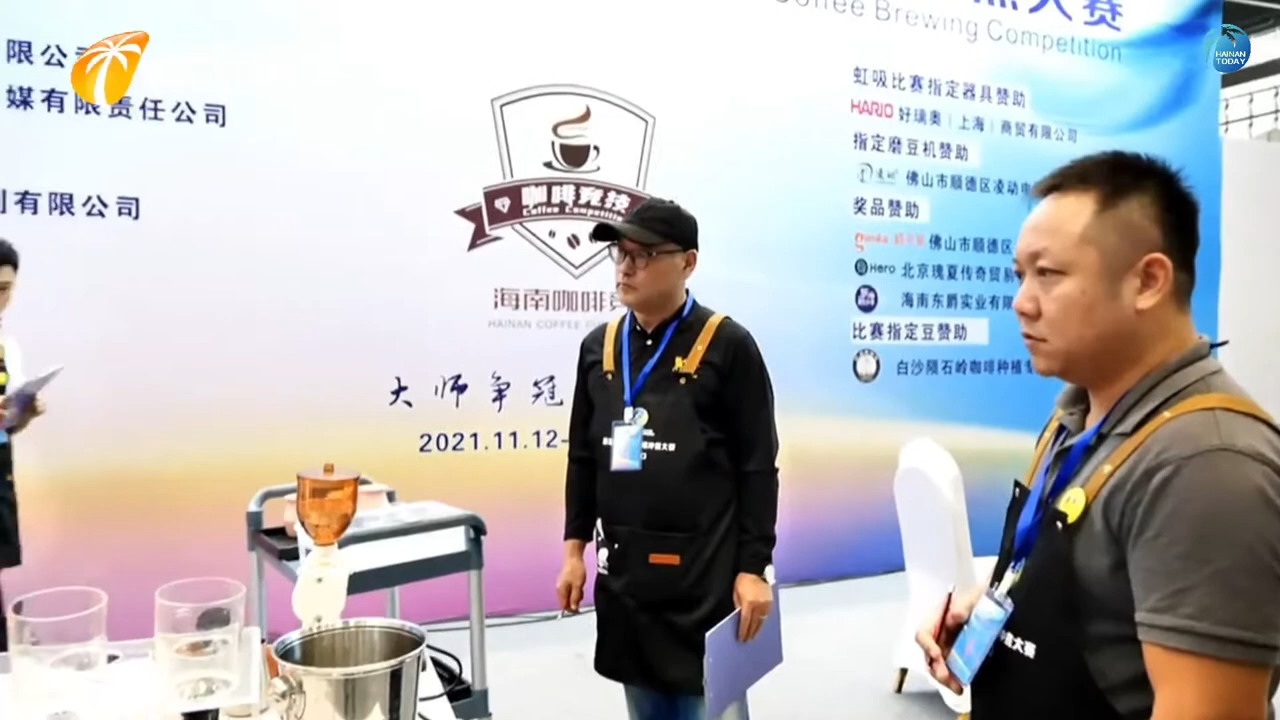 大赛
Coffee Brewing Competition
HAINAN
TODAY
限公
媒有限责任公司
有限公司
咖啡竞技
Coffee Competition
海南咖啡
HAINAN COFFEE
大师争冠
2021.11.12-
虹吸比赛指定器具赞助
HARIO 好瑞奥（上海）商贸有限公司
指定磨豆机赞助
佛山市顺德区凌动电
奖品赞助
佛山市顺德区
Hero 北京瑰夏传奇贸易
海南东爵实业有限
比赛指定豆赞助
白沙陨石岭咖啡种植专
大赛